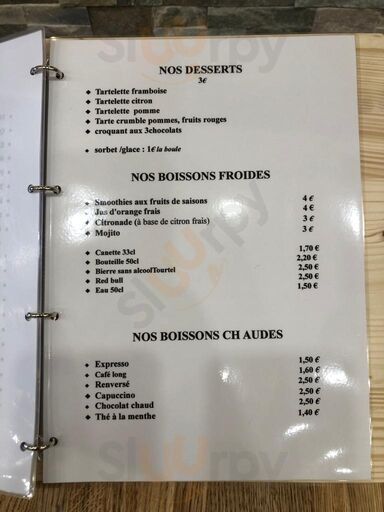 NOS DESSERTS
3€
Tartelette framboise
Tartelette citron
Tartelette pomme
Tarte crumble pommes, fruits rouges
croquant aux 3chocolats
sorbet /glace : 1€ la boule
NOS BOISSONS FROIDES
Smoothies aux fruits de saisons 4 €
Jus d'orange frais 4 €
Citronade (à base de citron frais) 3 €
Mojito 3 €
Canette 33cl 1,70 €
Bouteille 50cl 2,20 €
Bierre sans alcoolTourtel 2,50 €
Red bull 2,50 €
Eau 50cl 1,50 €
NOS BOISSONS CH AUDES
Expresso 1,50 €
Café long 1,60 €
Renversé 2,50 €
Capuccino 2,50 €
Chocolat chaud 2,50 €
Thé à la menthe 1,40 €
Slurrpy
Slurrpy
Slurrpy